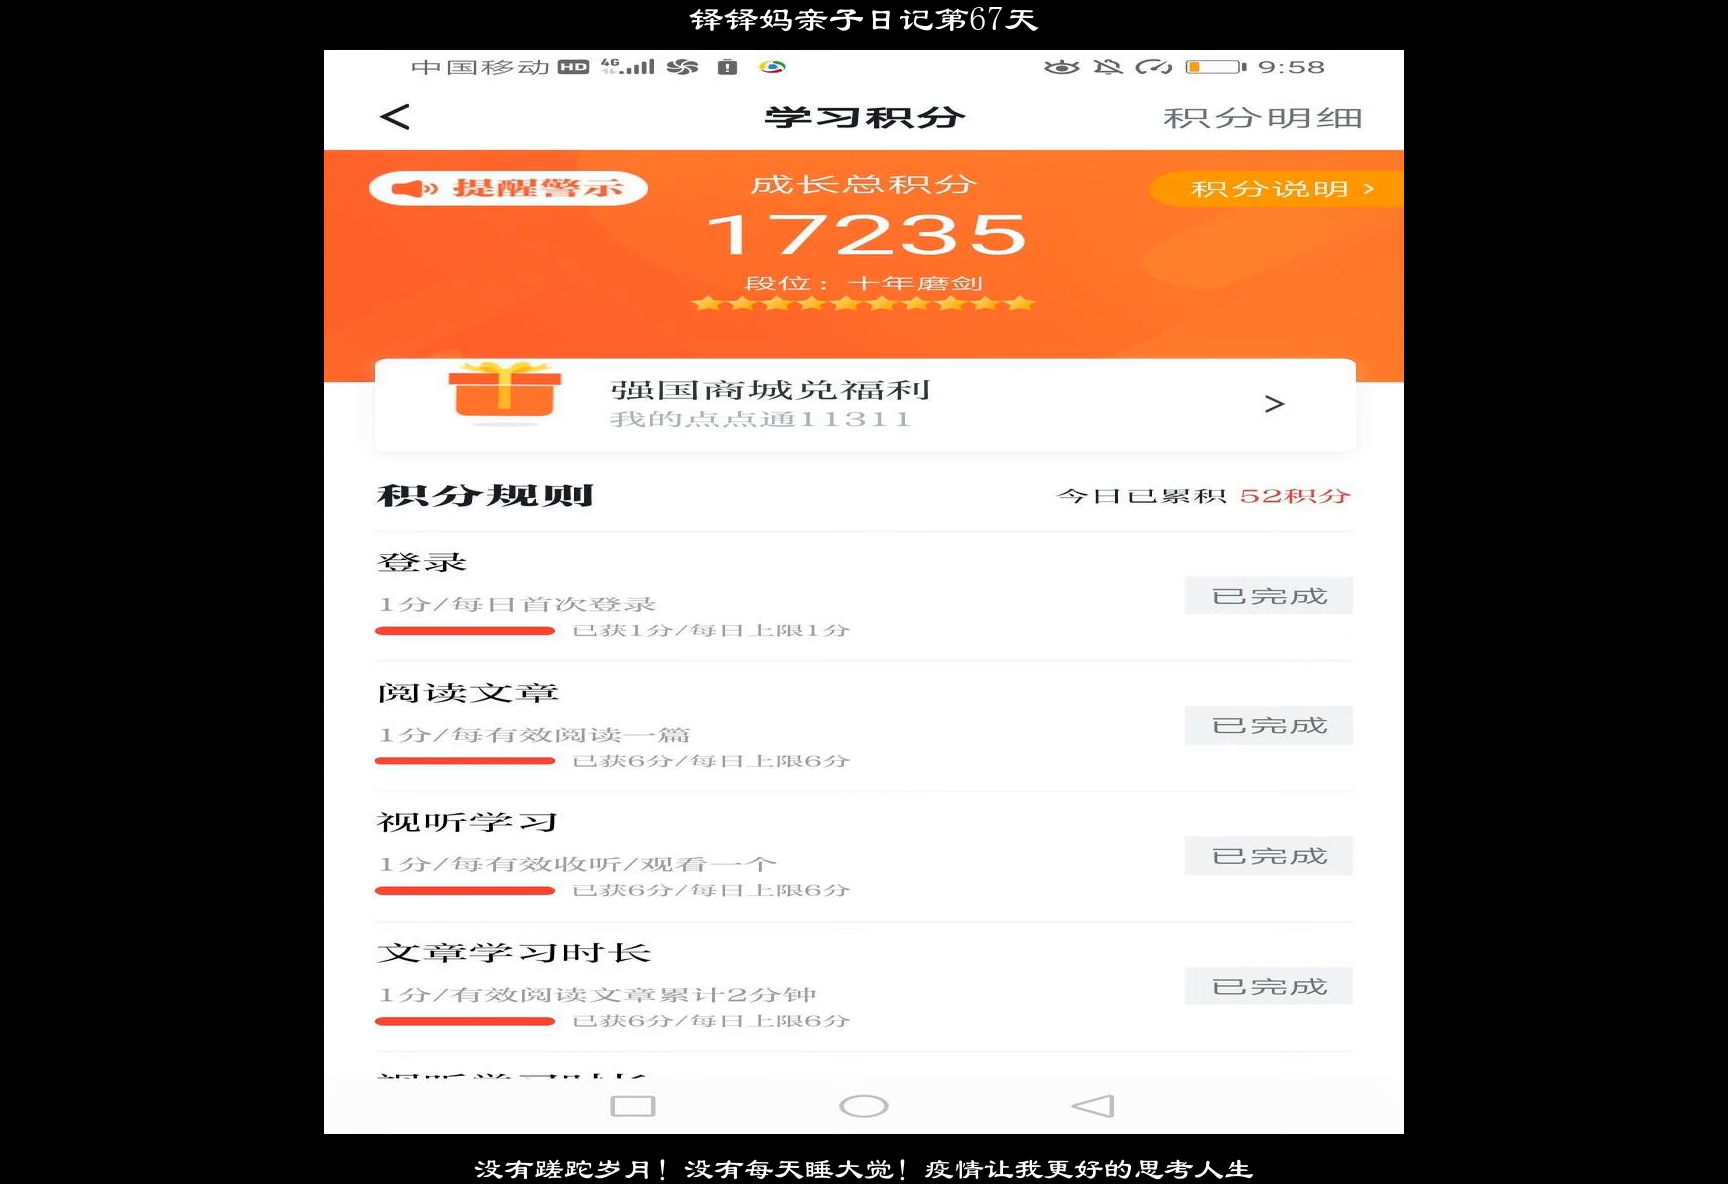 铎铎妈亲子日记第67天
中国移动 HD 4G 9:58
学习积分 积分明细
提醒警示 成长总积分 积分说明 >
17235
段位：十年磨剑
强国商城兑福利
我的点点通11311
积分规则 今日已累积 52积分
登录
1分/每日首次登录
已获1分/每日上限1分
已完成
阅读文章
1分/每有效阅读一篇
已获6分/每日上限6分
已完成
视听学习
1分/每有效收听/观看一个
已获6分/每日上限6分
已完成
文章学习时长
1分/有效阅读文章累计2分钟
已获6分/每日上限6分
已完成
视听学习时长
没有蹉跎岁月！没有每天睡大觉！疫情让我更好的思考人生